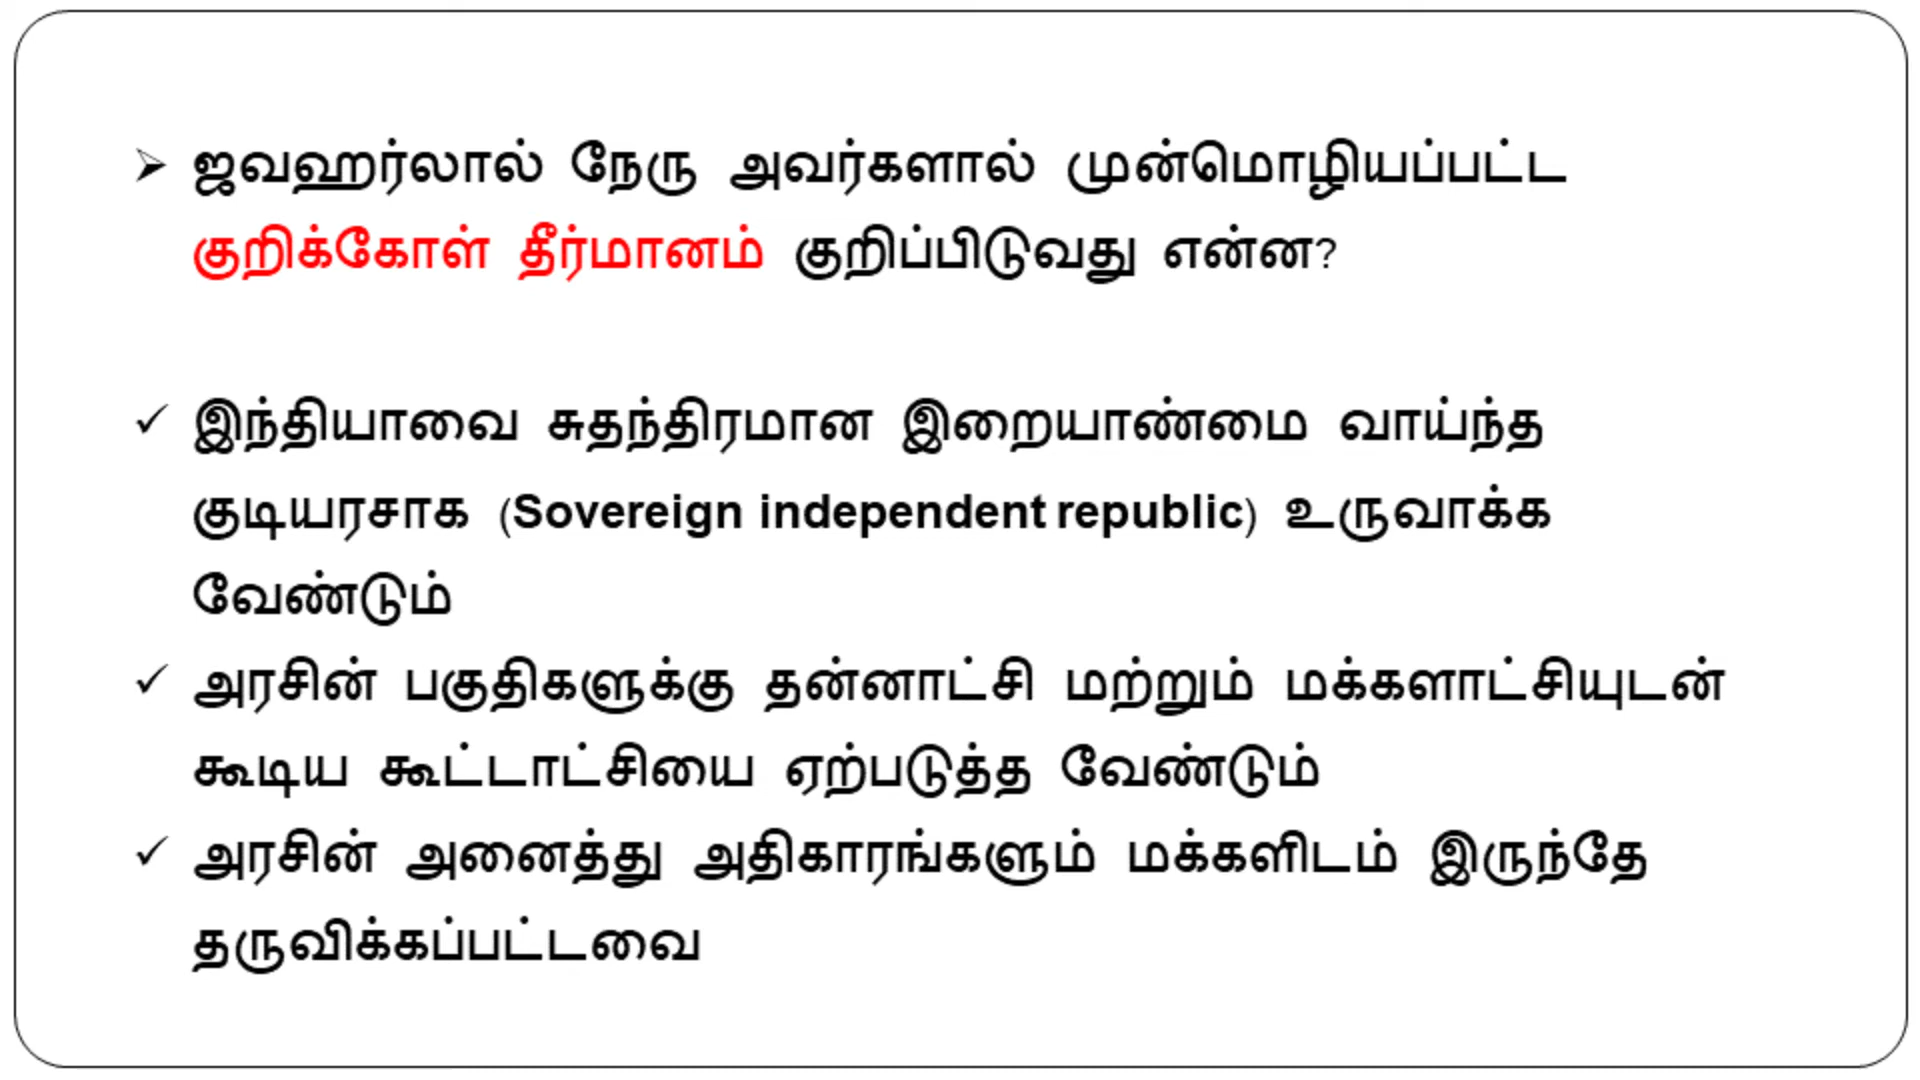 ➢ ஜவஹர்லால் நேரு அவர்களால் முன்மொழியப்பட்ட
குறிக்கோள் தீர்மானம் குறிப்பிடுவது என்ன?
✓ இந்தியாவை சுதந்திரமான இறையாண்மை வாய்ந்த
குடியரசாக (Sovereign independent republic) உருவாக்க
வேண்டும்
✓ அரசின் பகுதிகளுக்கு தன்னாட்சி மற்றும் மக்களாட்சியுடன்
கூடிய கூட்டாட்சியை ஏற்படுத்த வேண்டும்
✓ அரசின் அனைத்து அதிகாரங்களும் மக்களிடம் இருந்தே
தருவிக்கப்பட்டவை